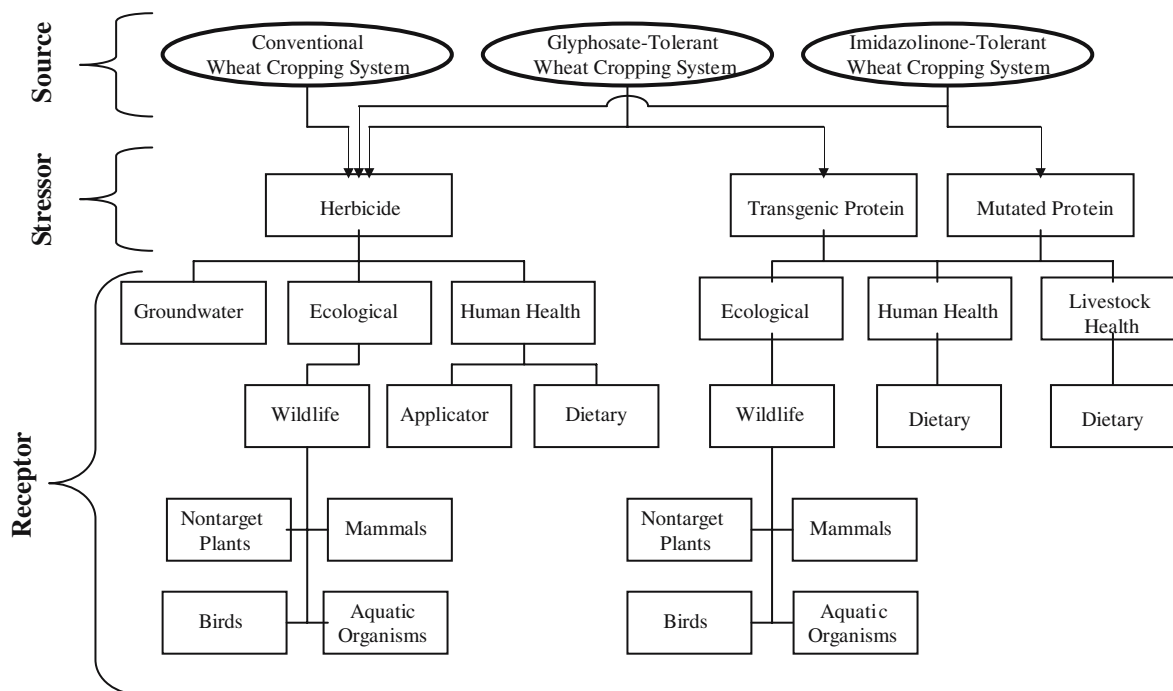 Source
Conventional
Wheat Cropping System
Glyphosate-Tolerant
Wheat Cropping System
Imidazolinone-Tolerant
Wheat Cropping System
Stressor
Herbicide
Transgenic Protein
Mutated Protein
Receptor
Groundwater
Ecological
Human Health
Ecological
Human Health
Livestock
Health
Wildlife
Applicator
Dietary
Wildlife
Dietary
Dietary
Nontarget
Plants
Mammals
Nontarget
Plants
Mammals
Birds
Aquatic
Organisms
Birds
Aquatic
Organisms